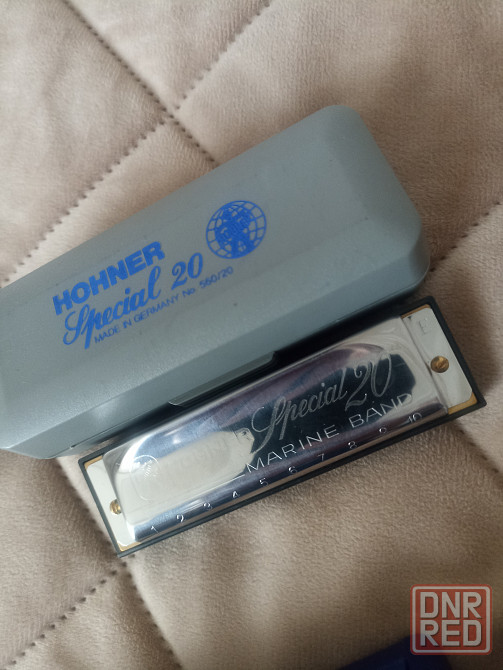 HOHNER
Special 20
MADE IN GERMANY No. 560/20
Special 20
MARINE BAND
1 2 3 4 5 6 7 8 9 10
DNR
RED